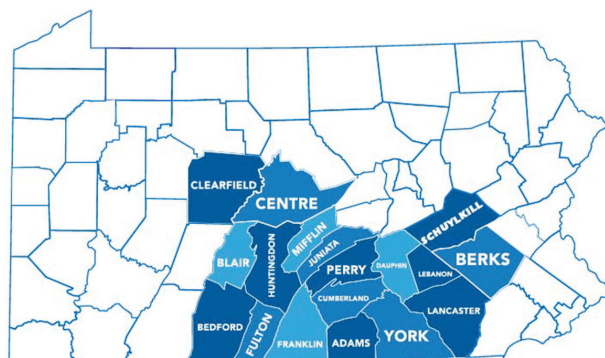 CLEARFIELD
CENTRE
SCHUYLKILL
MIFFLIN
JUNIATA
BLAIR
HUNTINGDON
PERRY
DAUPHIN
LEBANON
BERKS
CUMBERLAND
LANCASTER
BEDFORD
FULTON
FRANKLIN
ADAMS
YORK